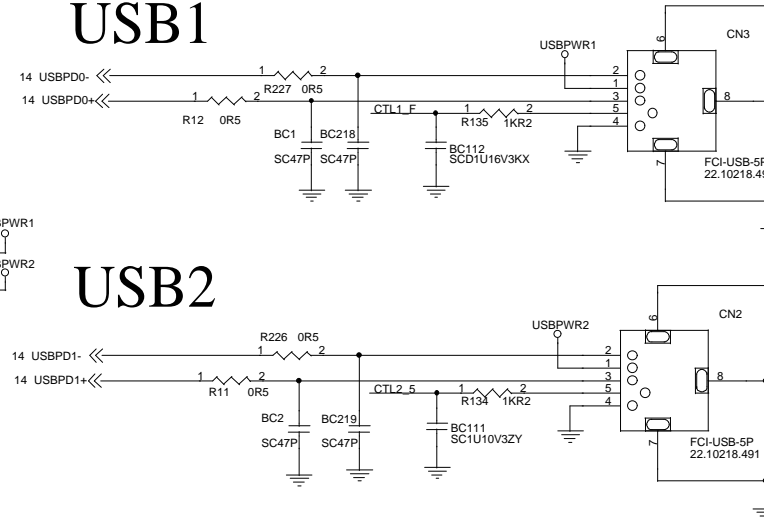 USB1
USBPWR1
6
CN3
14 USBPD0-
1 2
2
R227 0R5
1
14 USBPD0+
1 2
3
8
CTL1_F
1 2
5
R12 0R5
R135 1KR2
4
BC1 BC218
BC112
SCD1U16V3KX
SC47P SC47P
7
FCI-USB-5P
22.10218.49
PWR1
PWR2
USB2
6
CN2
USBPWR2
R226 0R5
14 USBPD1-
1 2
2
1
14 USBPD1+
1 2
3
8
R11 0R5
CTL2_5
1 2
5
R134 1KR2
4
BC2 BC219
BC111
SC1U10V3ZY
SC47P SC47P
7
FCI-USB-5P
22.10218.491